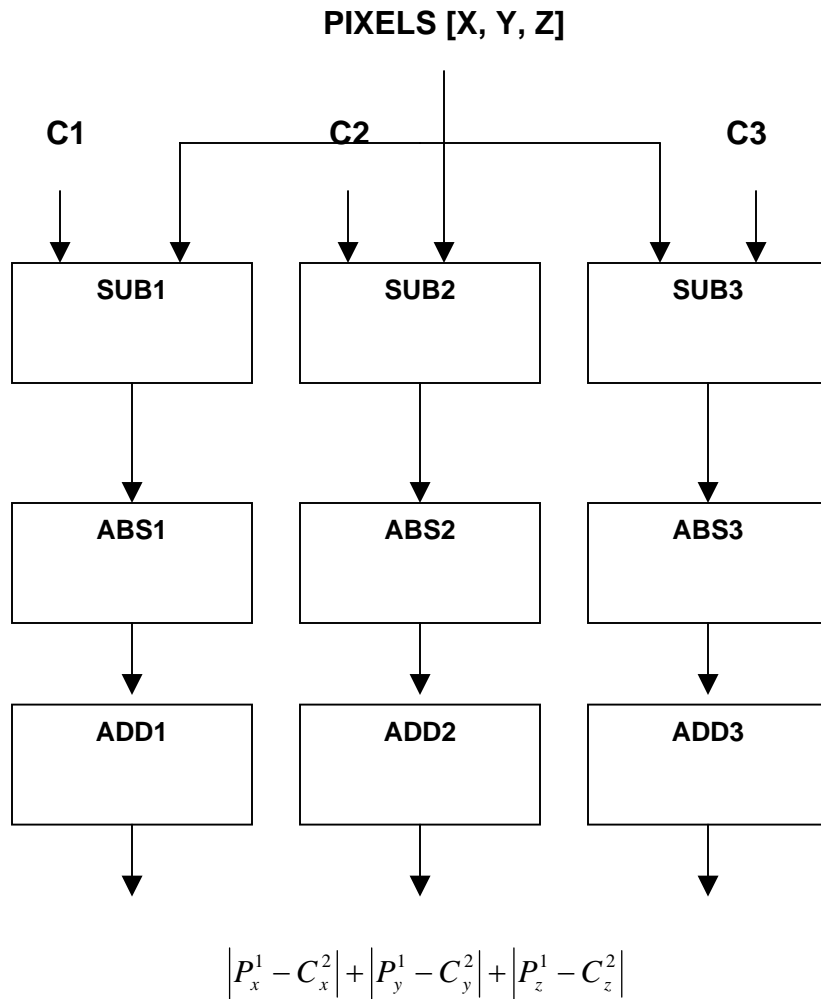 PIXELS [X, Y, Z]
C1 C2 C3
SUB1 SUB2 SUB3
ABS1 ABS2 ABS3
ADD1 ADD2 ADD3
|P_x^1 - C_x^2| + |P_y^1 - C_y^2| + |P_z^1 - C_z^2|